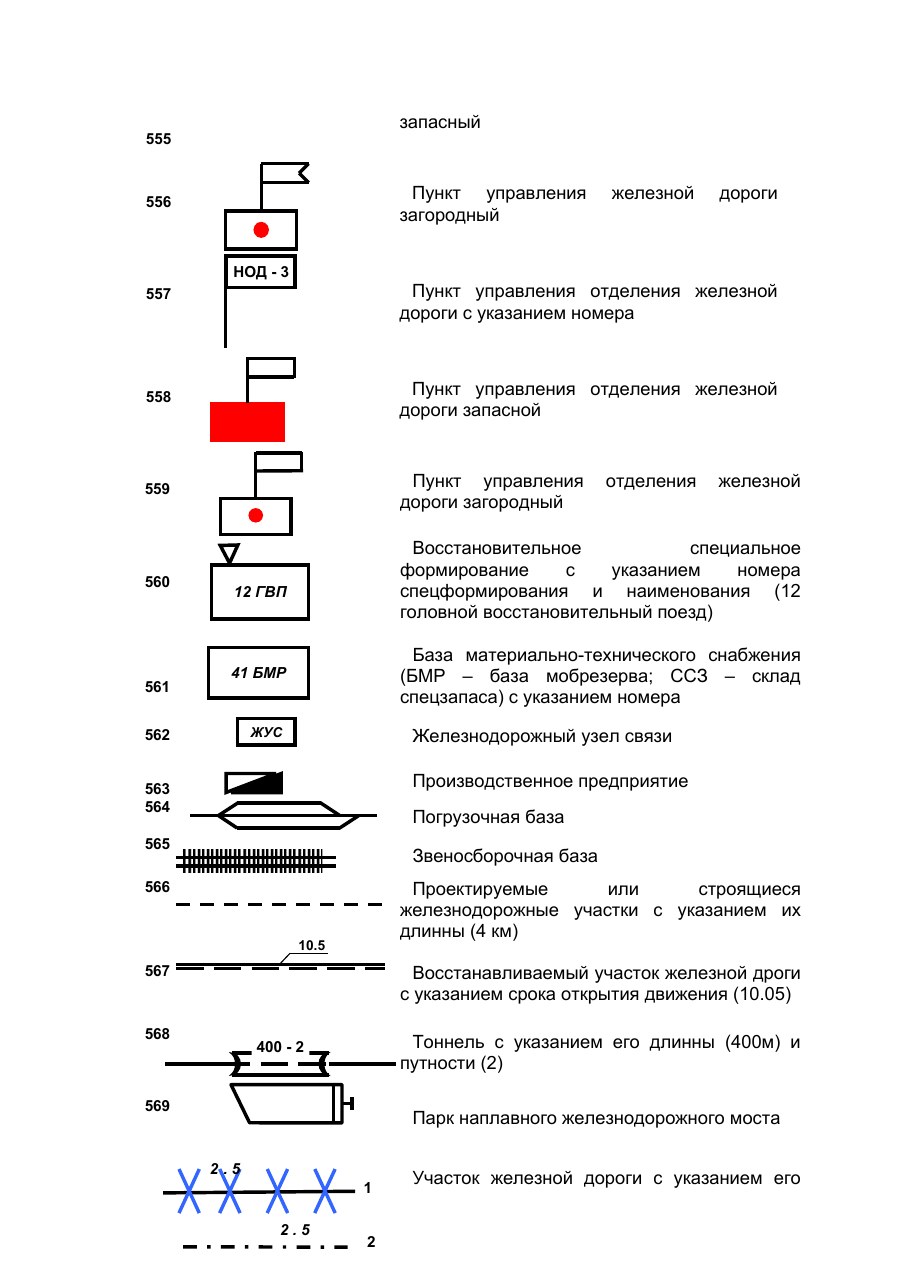 запасный
555
556
Пункт управления железной дороги
загородный
НОД - 3
557
Пункт управления отделения железной
дороги с указанием номера
558
Пункт управления отделения железной
дороги запасной
559
Пункт управления отделения железной
дороги загородный
560
12 ГВП
Восстановительное специальное
формирование с указанием номера
спецформирования и наименования (12
головной восстановительный поезд)
561
41 БМР
База материально-технического снабжения
(БМР – база мобрезерва; ССЗ – склад
спецзапаса) с указанием номера
562
ЖУС
Железнодорожный узел связи
563
Производственное предприятие
564
Погрузочная база
565
Звеносборочная база
566
Проектируемые или строящиеся
железнодорожные участки с указанием их
длинны (4 км)
10.5
567
Восстанавливаемый участок железной дроги
с указанием срока открытия движения (10.05)
568
400 - 2
Тоннель с указанием его длинны (400м) и
путности (2)
569
Парк наплавного железнодорожного моста
2 . 5
1
Участок железной дороги с указанием его
2 . 5
2